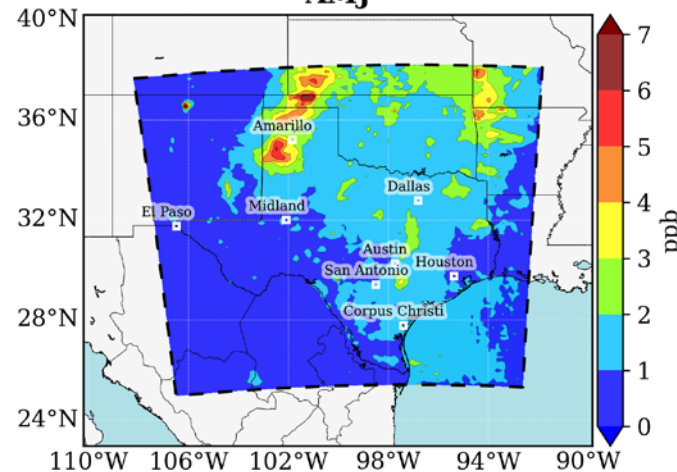 AMJ
40°N
36°N
32°N
28°N
24°N
110°W 106°W 102°W 98°W 94°W 90°W
Amarillo
Dallas
Midland
El Paso
Austin
San Antonio
Houston
Corpus Christi
7
6
5
4
3
2
1
0
ppb